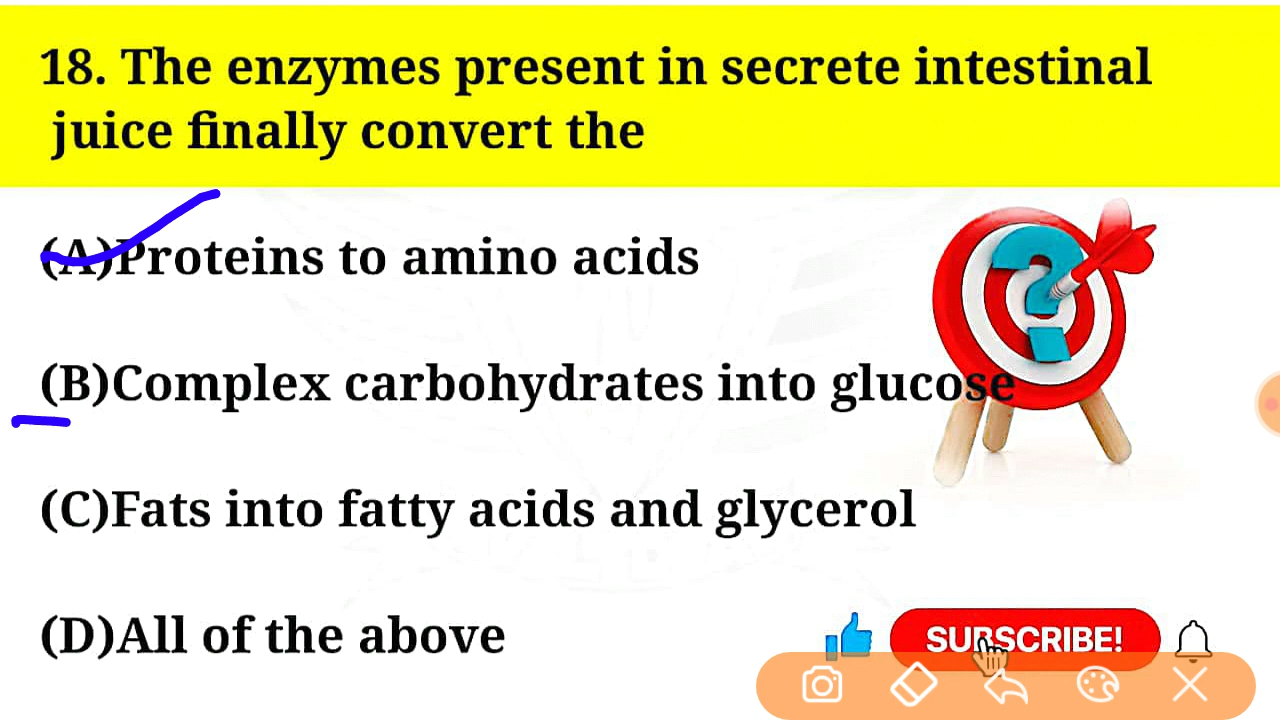 18. The enzymes present in secrete intestinal
juice finally convert the
(A)Proteins to amino acids
(B)Complex carbohydrates into glucose
(C)Fats into fatty acids and glycerol
(D)All of the above
SUBSCRIBE!